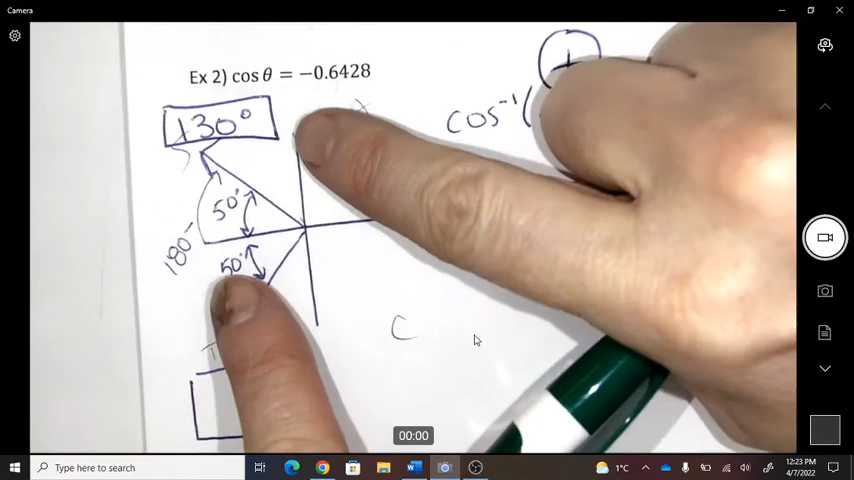 Camera
Ex 2) cos θ = −0.6428
130°
cos⁻¹(
50°
180-
50°
C
00:00
Type here to search
1°C
12:23 PM
4/7/2022